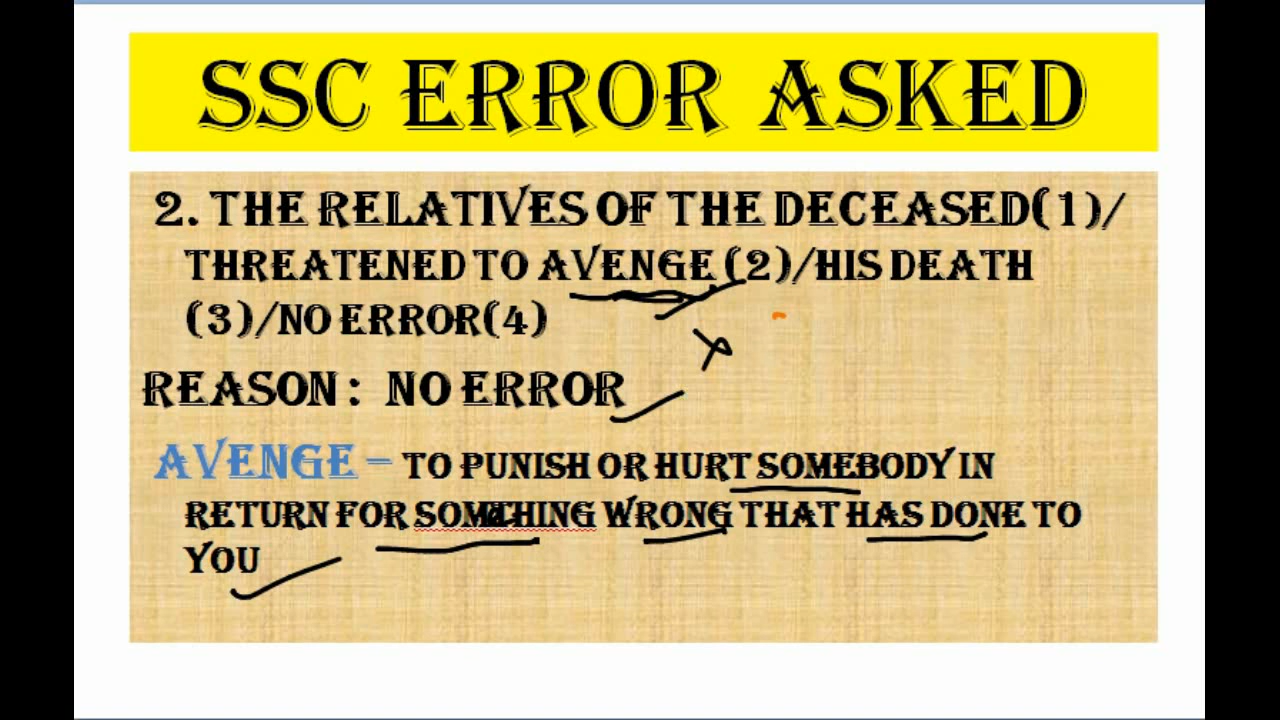 SSC ERROR ASKED
2. THE RELATIVES OF THE DECEASED(1)/
THREATENED TO AVENGE (2)/HIS DEATH
(3)/NO ERROR(4)
REASON : NO ERROR
AVENGE – TO PUNISH OR HURT SOMEBODY IN
RETURN FOR SOMTHING WRONG THAT HAS DONE TO
YOU